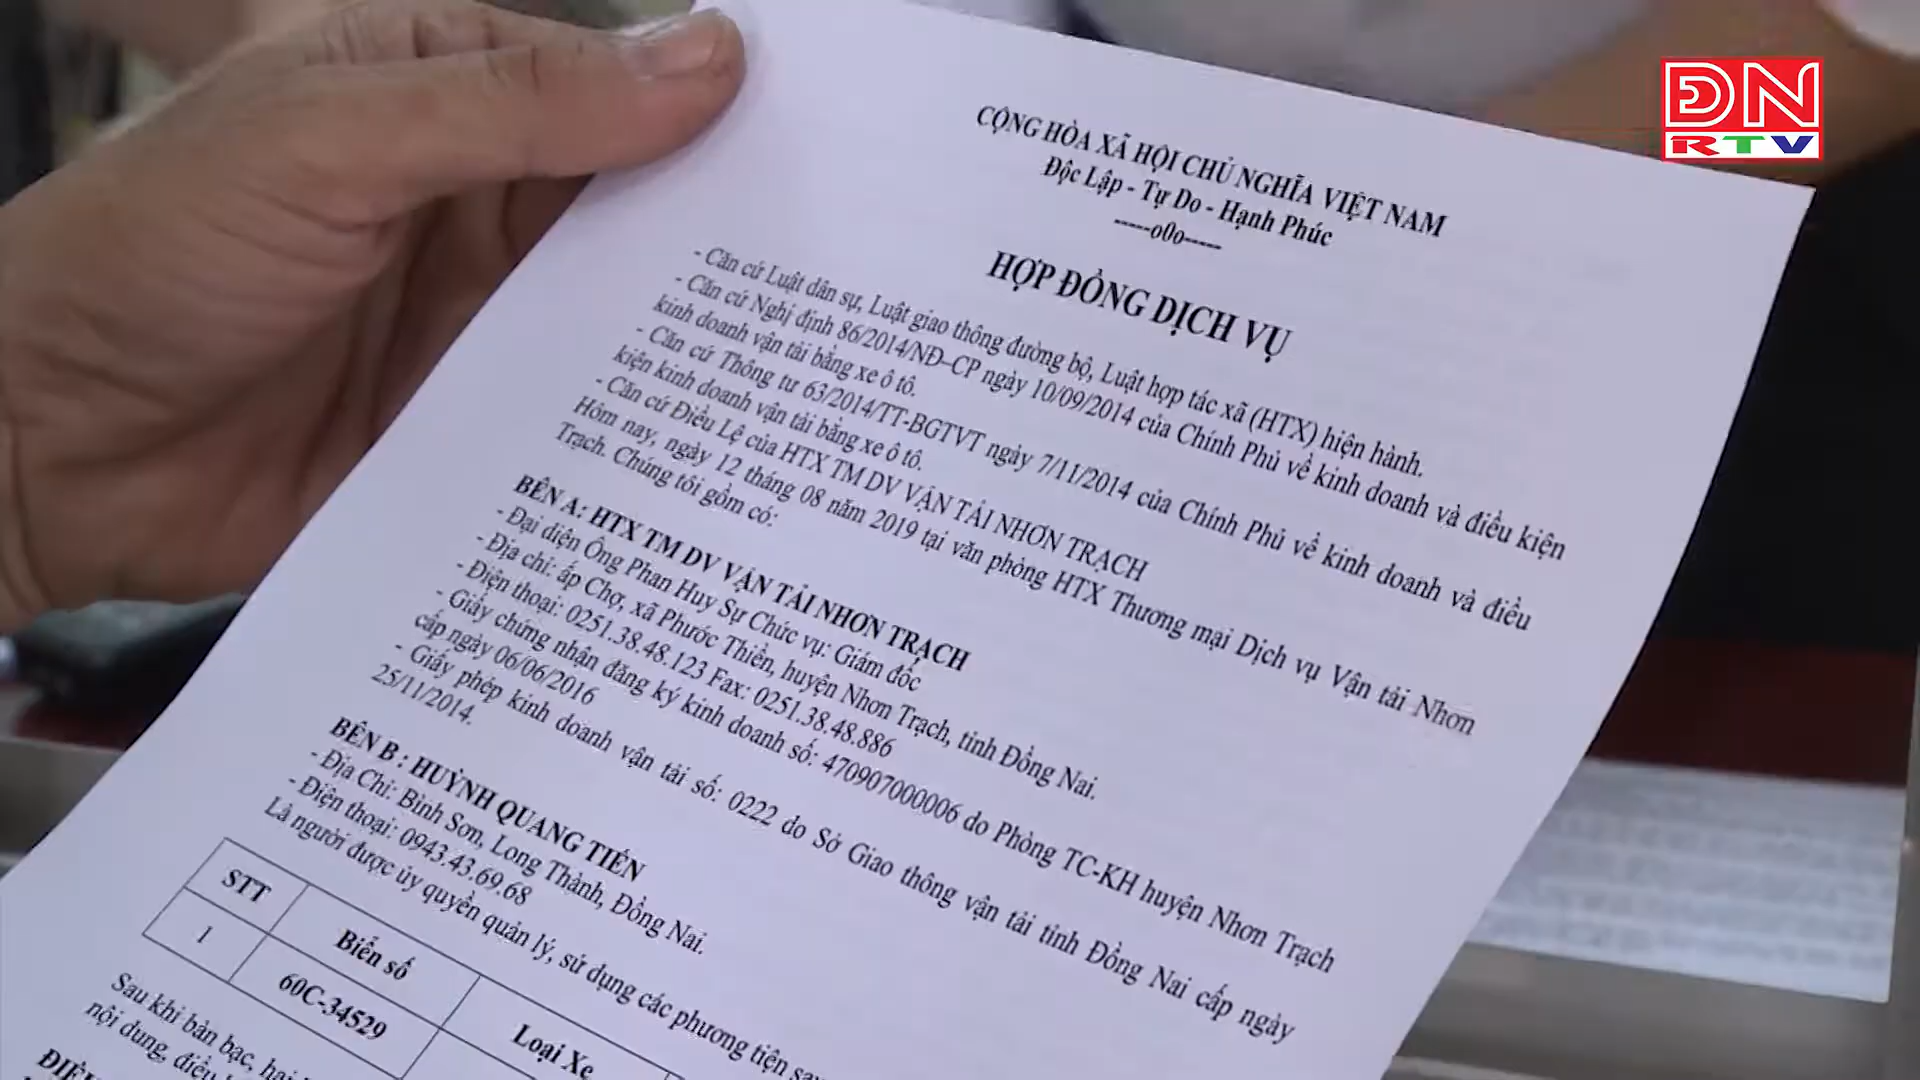 ĐN
RTV
CỘNG HÒA XÃ HỘI CHỦ NGHĨA VIỆT NAM
Độc Lập - Tự Do - Hạnh Phúc
-----o0o-----
HỢP ĐỒNG DỊCH VỤ
- Căn cứ Luật dân sự, Luật giao thông đường bộ, Luật hợp tác xã (HTX) hiện hành.
- Căn cứ Nghị định 86/2014/NĐ–CP ngày 10/09/2014 của Chính Phủ về kinh doanh và điều kiện
kinh doanh vận tải bằng xe ô tô.
- Căn cứ Thông tư 63/2014/TT-BGTVT ngày 7/11/2014 của Chính Phủ về kinh doanh và điều
kiện kinh doanh vận tải bằng xe ô tô.
- Căn cứ Điều Lệ của HTX TM DV VẬN TẢI NHƠN TRẠCH
Hôm nay, ngày 12 tháng 08 năm 2019 tại văn phòng HTX Thương mại Dịch vụ Vận tải Nhơn
Trạch. Chúng tôi gồm có:
BÊN A: HTX TM DV VẬN TẢI NHƠN TRẠCH
- Đại diện Ông Phan Huy Sự Chức vụ: Giám đốc
- Địa chỉ: ấp Chợ, xã Phước Thiền, huyện Nhơn Trạch, tỉnh Đồng Nai.
- Điện thoại: 0251.38.48.123 Fax: 0251.38.48.886
- Giấy chứng nhận đăng ký kinh doanh số: 470907000006 do Phòng TC-KH huyện Nhơn Trạch
cấp ngày 06/06/2016
- Giấy phép kinh doanh vận tải số: 0222 do Sở Giao thông vận tải tỉnh Đồng Nai cấp ngày
25/11/2014.
BÊN B : HUỲNH QUANG TIẾN
- Địa Chỉ: Bình Sơn, Long Thành, Đồng Nai.
- Điện thoại: 0943.43.69.68
Là người được ủy quyền quản lý, sử dụng các phương tiện
STT Biển số Loại Xe
1 60C-34529
Sau khi bàn bạc, hai
nội dung, điều